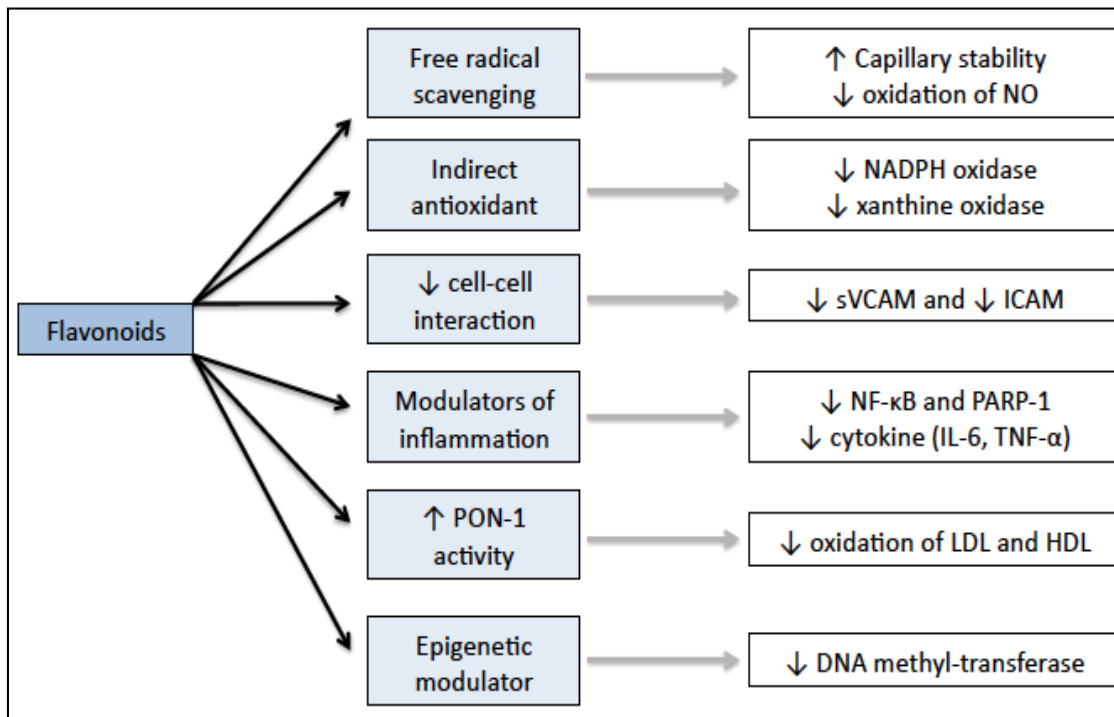 Flavonoids
Free radical
scavenging
↑ Capillary stability
↓ oxidation of NO
Indirect
antioxidant
↓ NADPH oxidase
↓ xanthine oxidase
↓ cell-cell
interaction
↓ sVCAM and ↓ ICAM
Modulators of
inflammation
↓ NF-κB and PARP-1
↓ cytokine (IL-6, TNF-α)
↑ PON-1
activity
↓ oxidation of LDL and HDL
Epigenetic
modulator
↓ DNA methyl-transferase